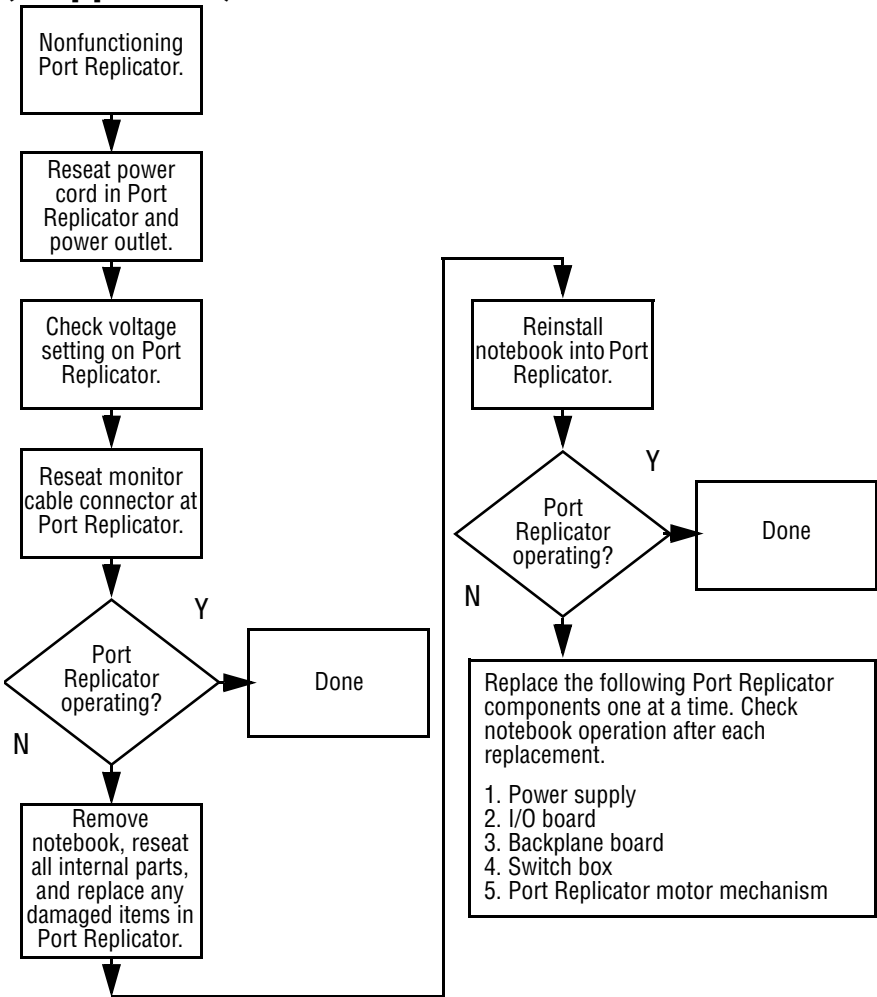 Nonfunctioning
Port Replicator.
Reseat power
cord in Port
Replicator and
power outlet.
Check voltage
setting on Port
Replicator.
Reseat monitor
cable connector at
Port Replicator.
Port
Replicator
operating?
Y
Done
N
Remove
notebook, reseat
all internal parts,
and replace any
damaged items in
Port Replicator.
Reinstall
notebook into Port
Replicator.
Port
Replicator
operating?
Y
Done
N
Replace the following Port Replicator
components one at a time. Check
notebook operation after each
replacement.
1. Power supply
2. I/O board
3. Backplane board
4. Switch box
5. Port Replicator motor mechanism